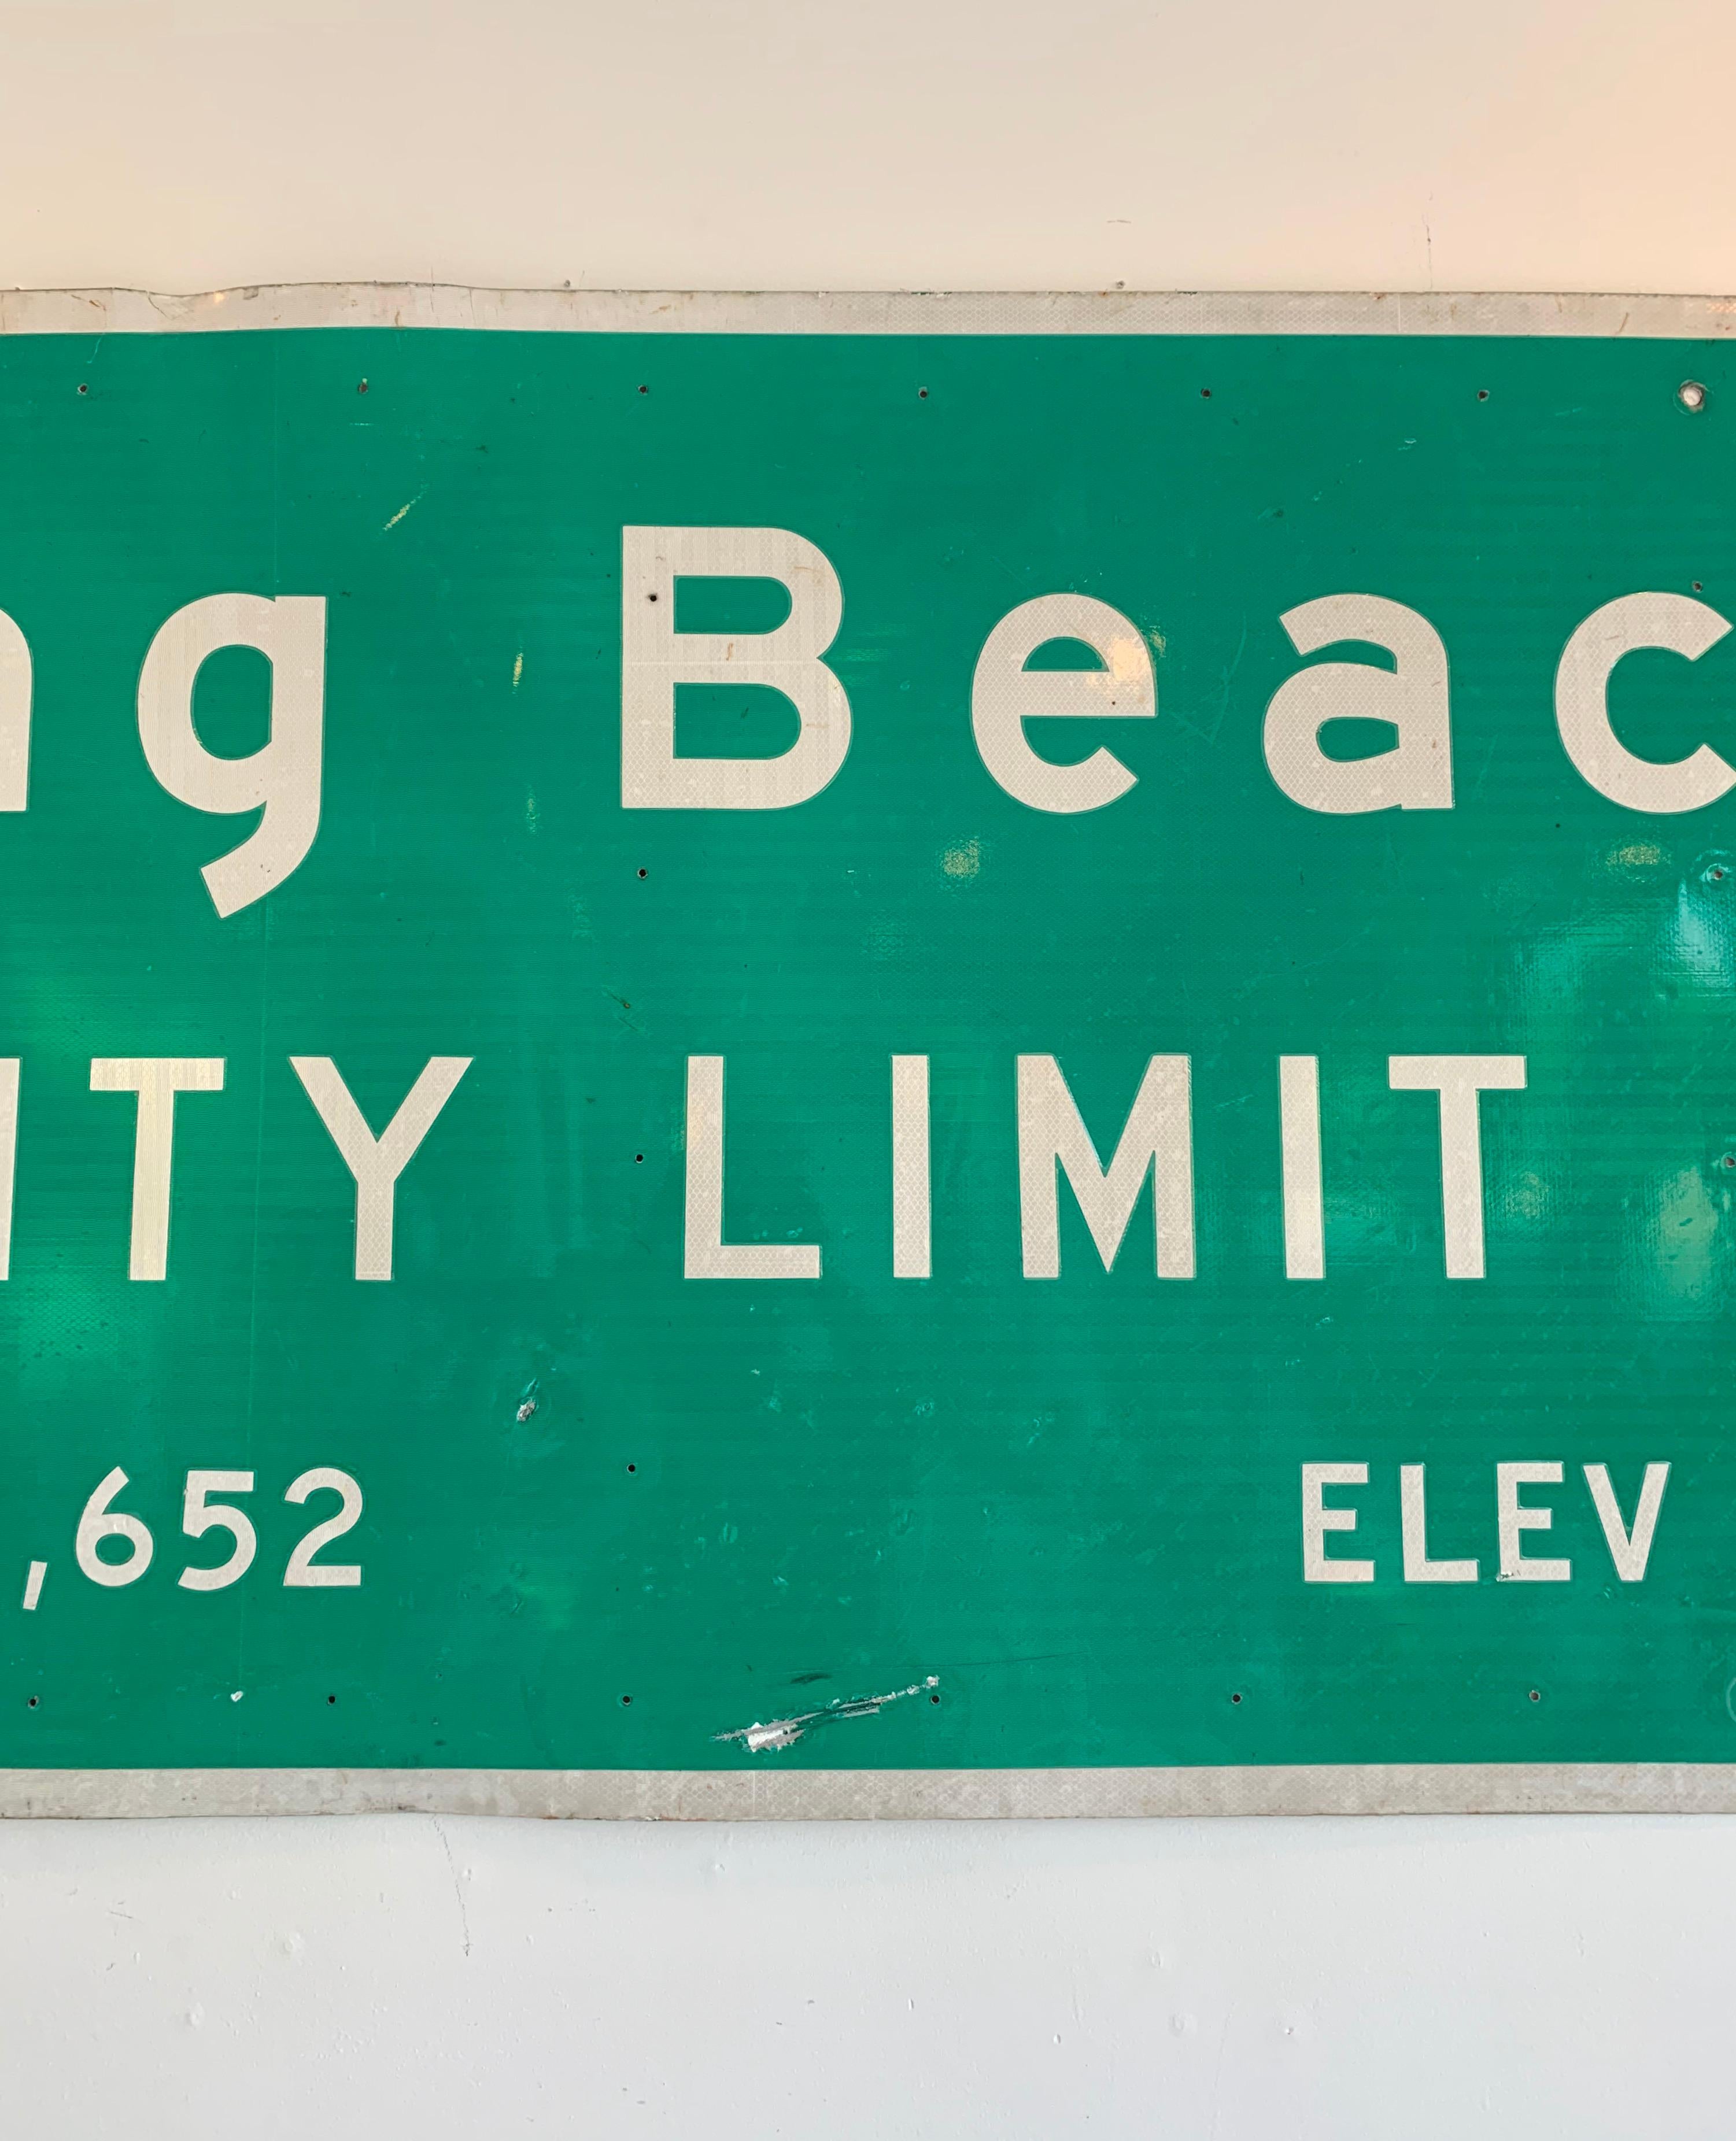 ng Beac
ITY LIMIT
,652 ELEV